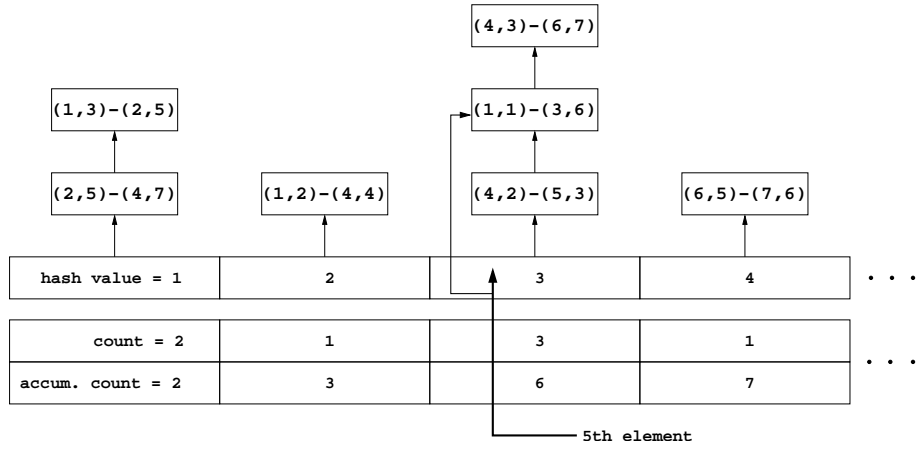 (4,3)-(6,7)
(1,3)-(2,5) (1,1)-(3,6)
(2,5)-(4,7) (1,2)-(4,4) (4,2)-(5,3) (6,5)-(7,6)
hash value = 1 2 3 4 . . .
count = 2 1 3 1
. . .
accum. count = 2 3 6 7
5th element